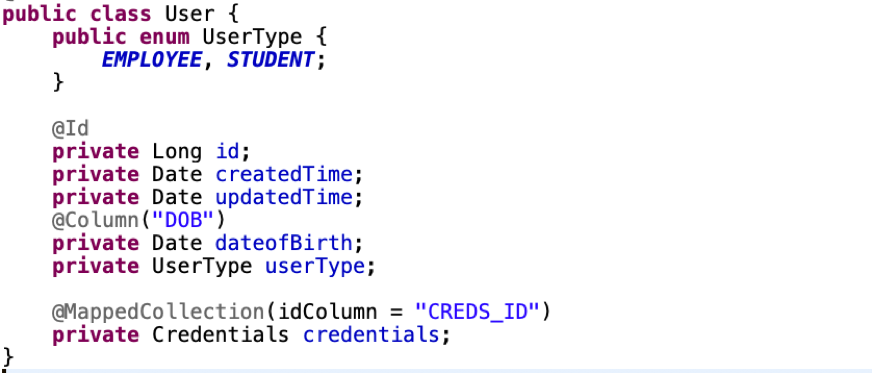 public class User {
    public enum UserType {
        EMPLOYEE, STUDENT;
    }
    @Id
    private Long id;
    private Date createdTime;
    private Date updatedTime;
    @Column("DOB")
    private Date dateofBirth;
    private UserType userType;
    @MappedCollection(idColumn = "CREDS_ID")
    private Credentials credentials;
}